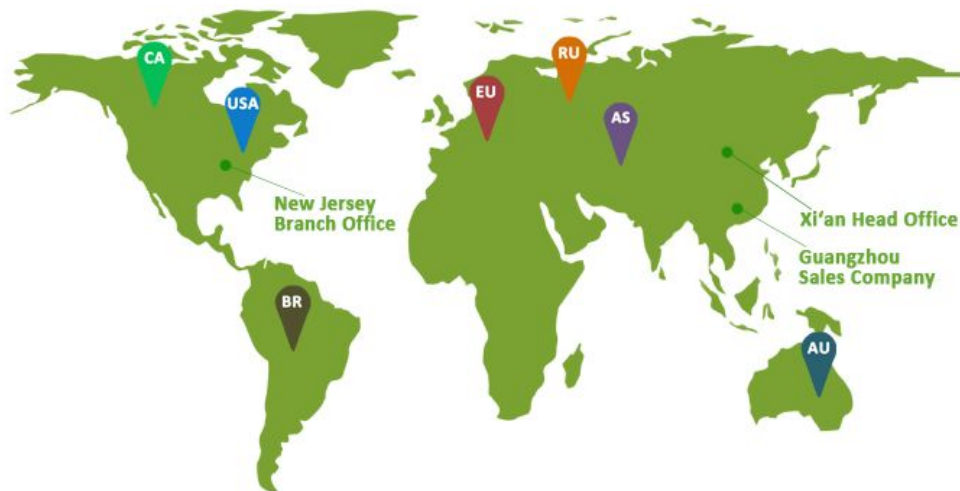 CA
USA
EU
RU
AS
BR
AU
New Jersey
Branch Office
Xi‘an Head Office
Guangzhou
Sales Company